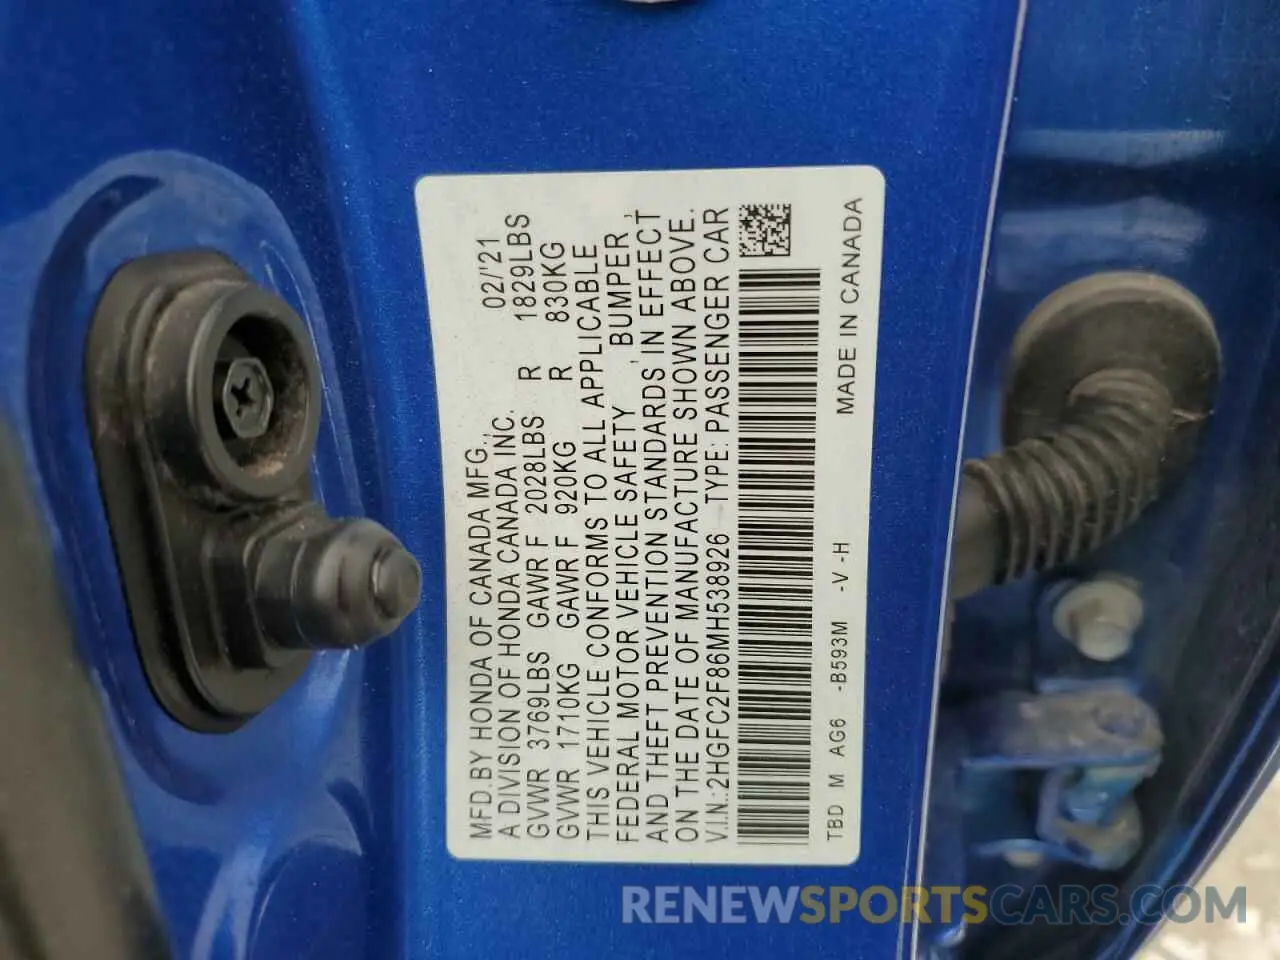 MFD.BY HONDA OF CANADA MFG., 02/'21
A DIVISION OF HONDA CANADA INC.
GVWR 3769LBS GAWR F 2028LBS R 1829LBS
GVWR 1710KG GAWR F 920KG R 830KG
THIS VEHICLE CONFORMS TO ALL APPLICABLE
FEDERAL MOTOR VEHICLE SAFETY , BUMPER ,
AND THEFT PREVENTION STANDARDS IN EFFECT
ON THE DATE OF MANUFACTURE SHOWN ABOVE.
V.I.N.:2HGFC2F86MH538926 TYPE: PASSENGER CAR
TBD M AG6 -B593M -V -H MADE IN CANADA
RENEWSPORTSCARS.COM